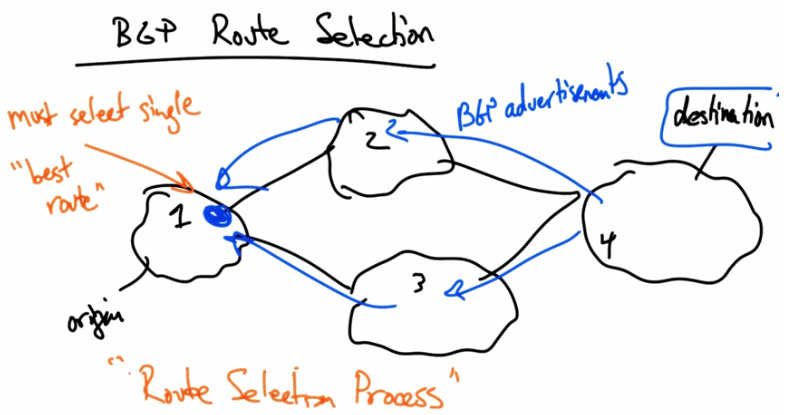 BGP Route Selection
must select single
"best
route"
BGP advertisements
destination
2
1
3
4
origin
"Route Selection Process"